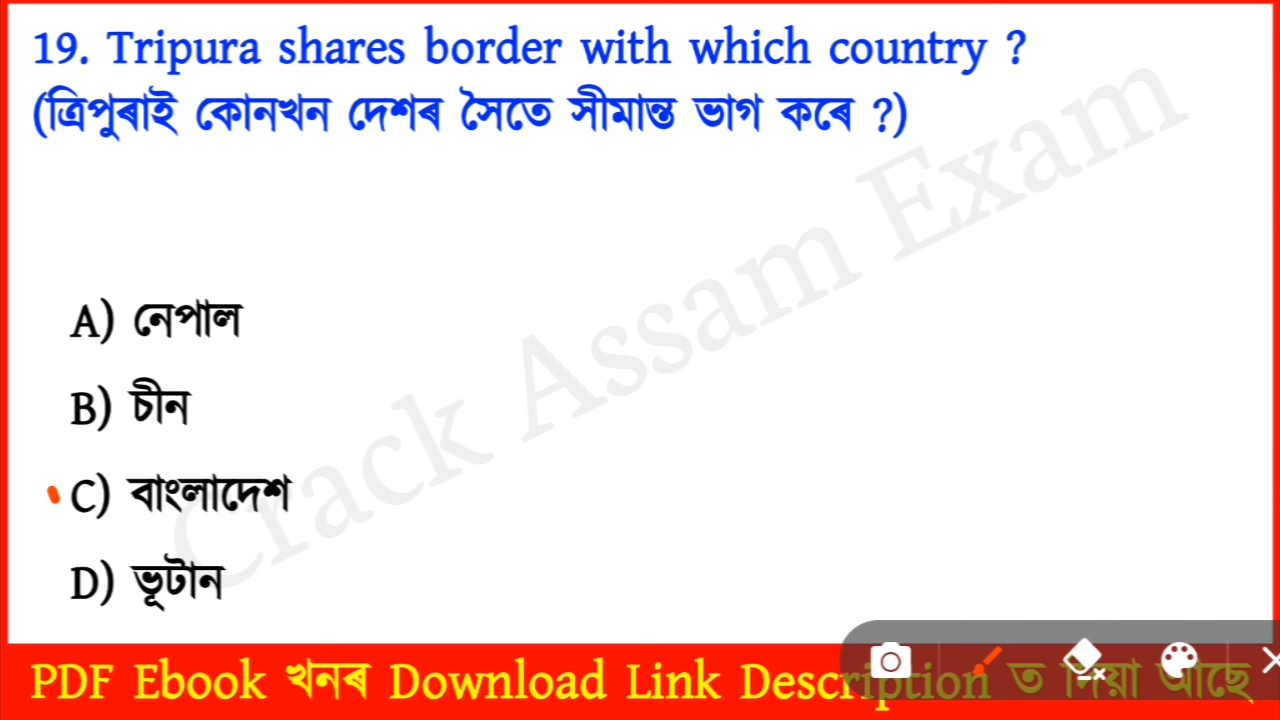 19. Tripura shares border with which country ?
(ত্ৰিপুৰাই কোনখন দেশৰ সৈতে সীমান্ত ভাগ কৰে ?)
A) নেপাল
B) চীন
C) বাংলাদেশ
D) ভূটান
Crack Assam Exam
PDF Ebook খনৰ Download Link Description ত দিয়া আছে